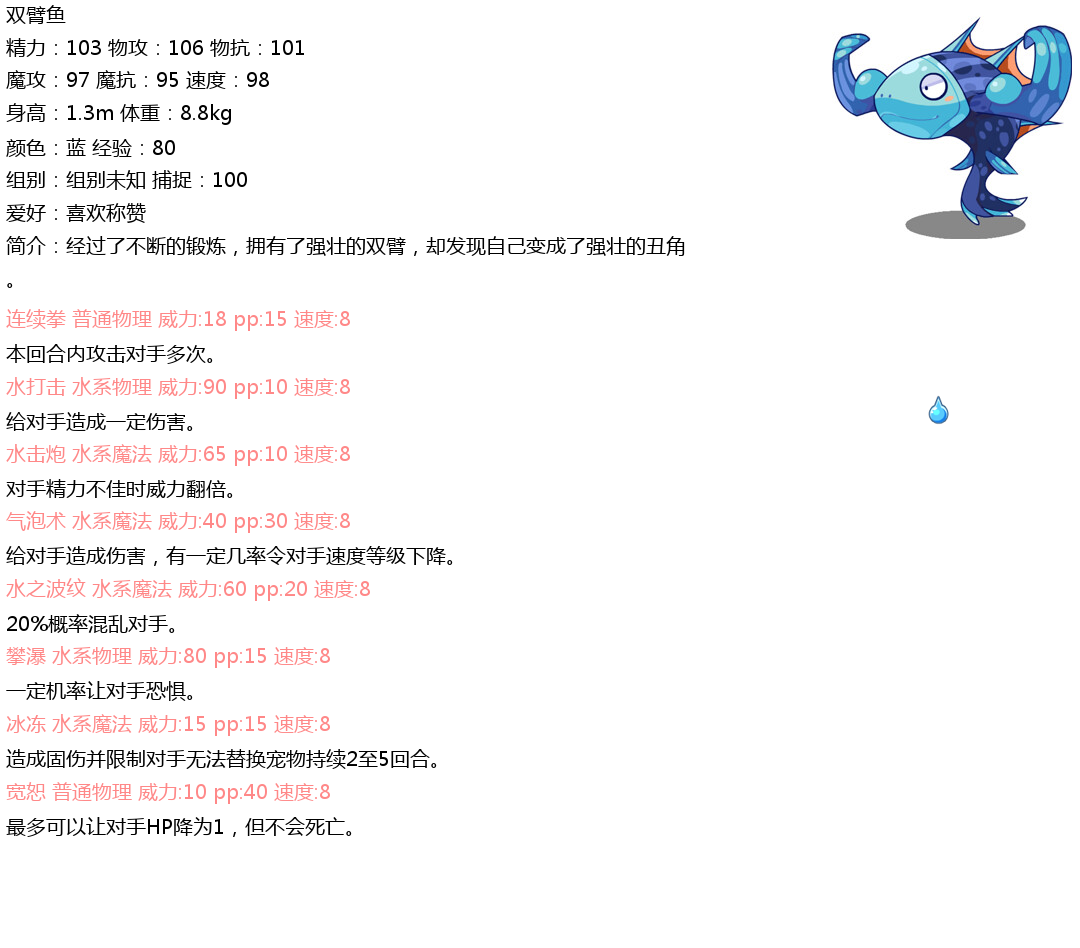 双臂鱼
精力：103 物攻：106 物抗：101
魔攻：97 魔抗：95 速度：98
身高：1.3m 体重：8.8kg
颜色：蓝 经验：80
组别：组别未知 捕捉：100
爱好：喜欢称赞
简介：经过了不断的锻炼，拥有了强壮的双臂，却发现自己变成了强壮的丑角
。
连续拳 普通物理 威力:18 pp:15 速度:8
本回合内攻击对手多次。
水打击 水系物理 威力:90 pp:10 速度:8
给对手造成一定伤害。
水击炮 水系魔法 威力:65 pp:10 速度:8
对手精力不佳时威力翻倍。
气泡术 水系魔法 威力:40 pp:30 速度:8
给对手造成伤害，有一定几率令对手速度等级下降。
水之波纹 水系魔法 威力:60 pp:20 速度:8
20%概率混乱对手。
攀瀑 水系物理 威力:80 pp:15 速度:8
一定机率让对手恐惧。
冰冻 水系魔法 威力:15 pp:15 速度:8
造成固伤并限制对手无法替换宠物持续2至5回合。
宽恕 普通物理 威力:10 pp:40 速度:8
最多可以让对手HP降为1，但不会死亡。